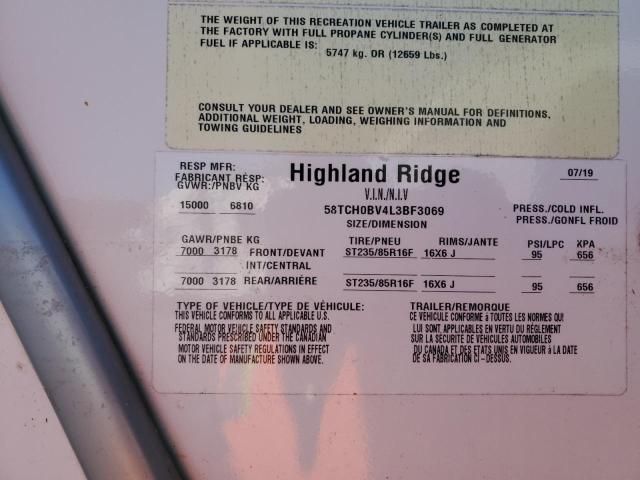 THE WEIGHT OF THIS RECREATION VEHICLE TRAILER AS COMPLETED AT
THE FACTORY WITH FULL PROPANE CYLINDER(S) AND FULL GENERATOR
FUEL IF APPLICABLE IS:
5747 kg. OR (12659 Lbs.)
CONSULT YOUR DEALER AND SEE OWNER'S MANUAL FOR DEFINITIONS,
ADDITIONAL WEIGHT, LOADING, WEIGHING INFORMATION AND
TOWING GUIDELINES
RESP MFR: Highland Ridge 07/19
FABRICANT RESP:
GVWR:/PNBV KG V.I.N./N.I.V
15000 6810 58TCH0BV4L3BF3069 PRESS./COLD INFL.
SIZE/DIMENSION PRESS./GONFL FROID
GAWR/PNBE KG TIRE/PNEU RIMS/JANTE PSI/LPC KPA
7000 3178 FRONT/DEVANT ST235/85R16F 16X6 J 95 656
INT/CENTRAL
7000 3178 REAR/ARRIÈRE ST235/85R16F 16X6 J 95 656
TYPE OF VEHICLE/TYPE DE VÉHICULE: TRAILER/REMORQUE
THIS VEHICLE CONFORMS TO ALL APPLICABLE U.S.
FEDERAL MOTOR VEHICLE SAFETY STANDARDS AND
STANDARDS PRESCRIBED UNDER THE CANADIAN
MOTOR VEHICLE SAFETY REGULATIONS IN EFFECT
ON THE DATE OF MANUFACTURE SHOWN ABOVE.
CE VÉHICULE CONFORME à TOUTES LES NORMES QUI
LUI SONT APPLICABLES EN VERTU DU RÈGLEMENT
SUR LA SÉCURITÉ DE VÉHICULES AUTOMOBILES
DU CANADA ET DES ETATS UNIS EN VIGUEUR à LA DATE
DE SA FABRICATION CI-DESSUS.